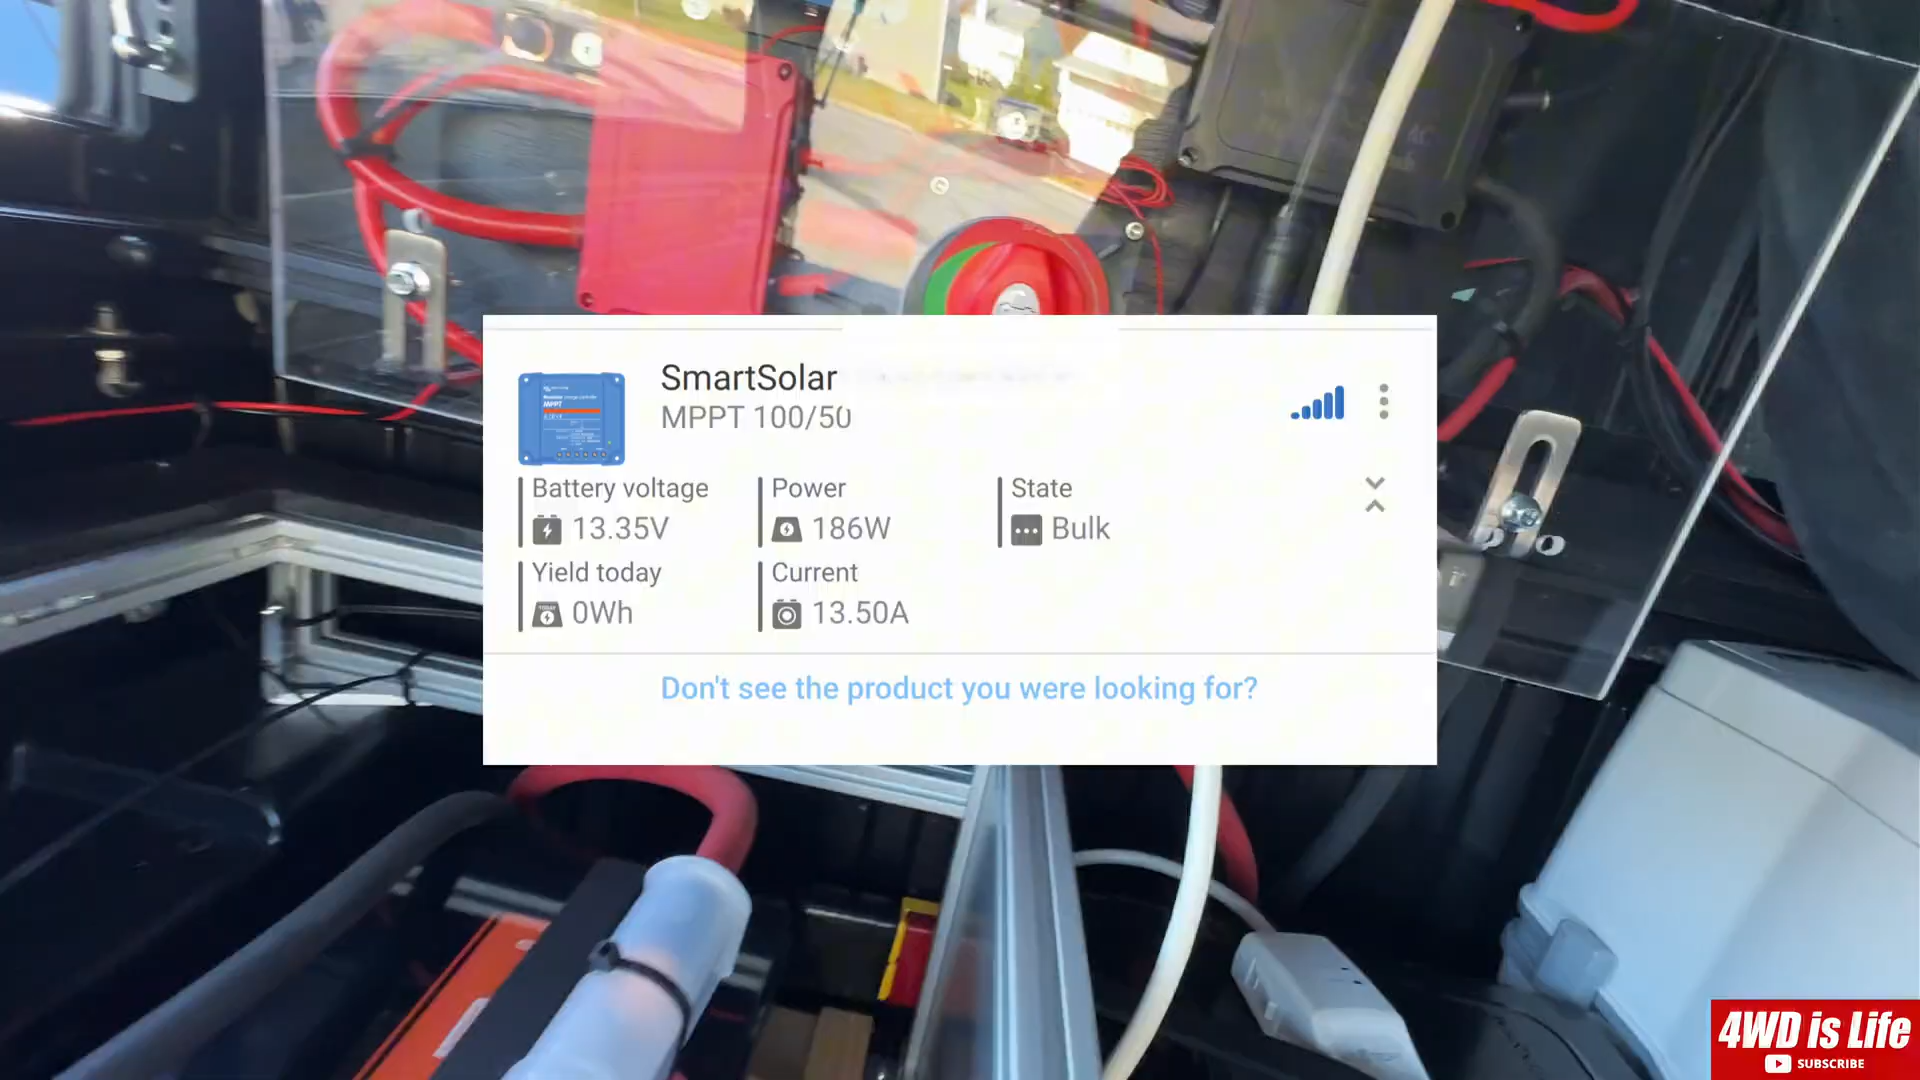 SmartSolar
MPPT 100/50
Battery voltage
13.35V
Power
186W
State
Bulk
Yield today
0Wh
Current
13.50A
Don't see the product you were looking for?
4WD is Life
SUBSCRIBE